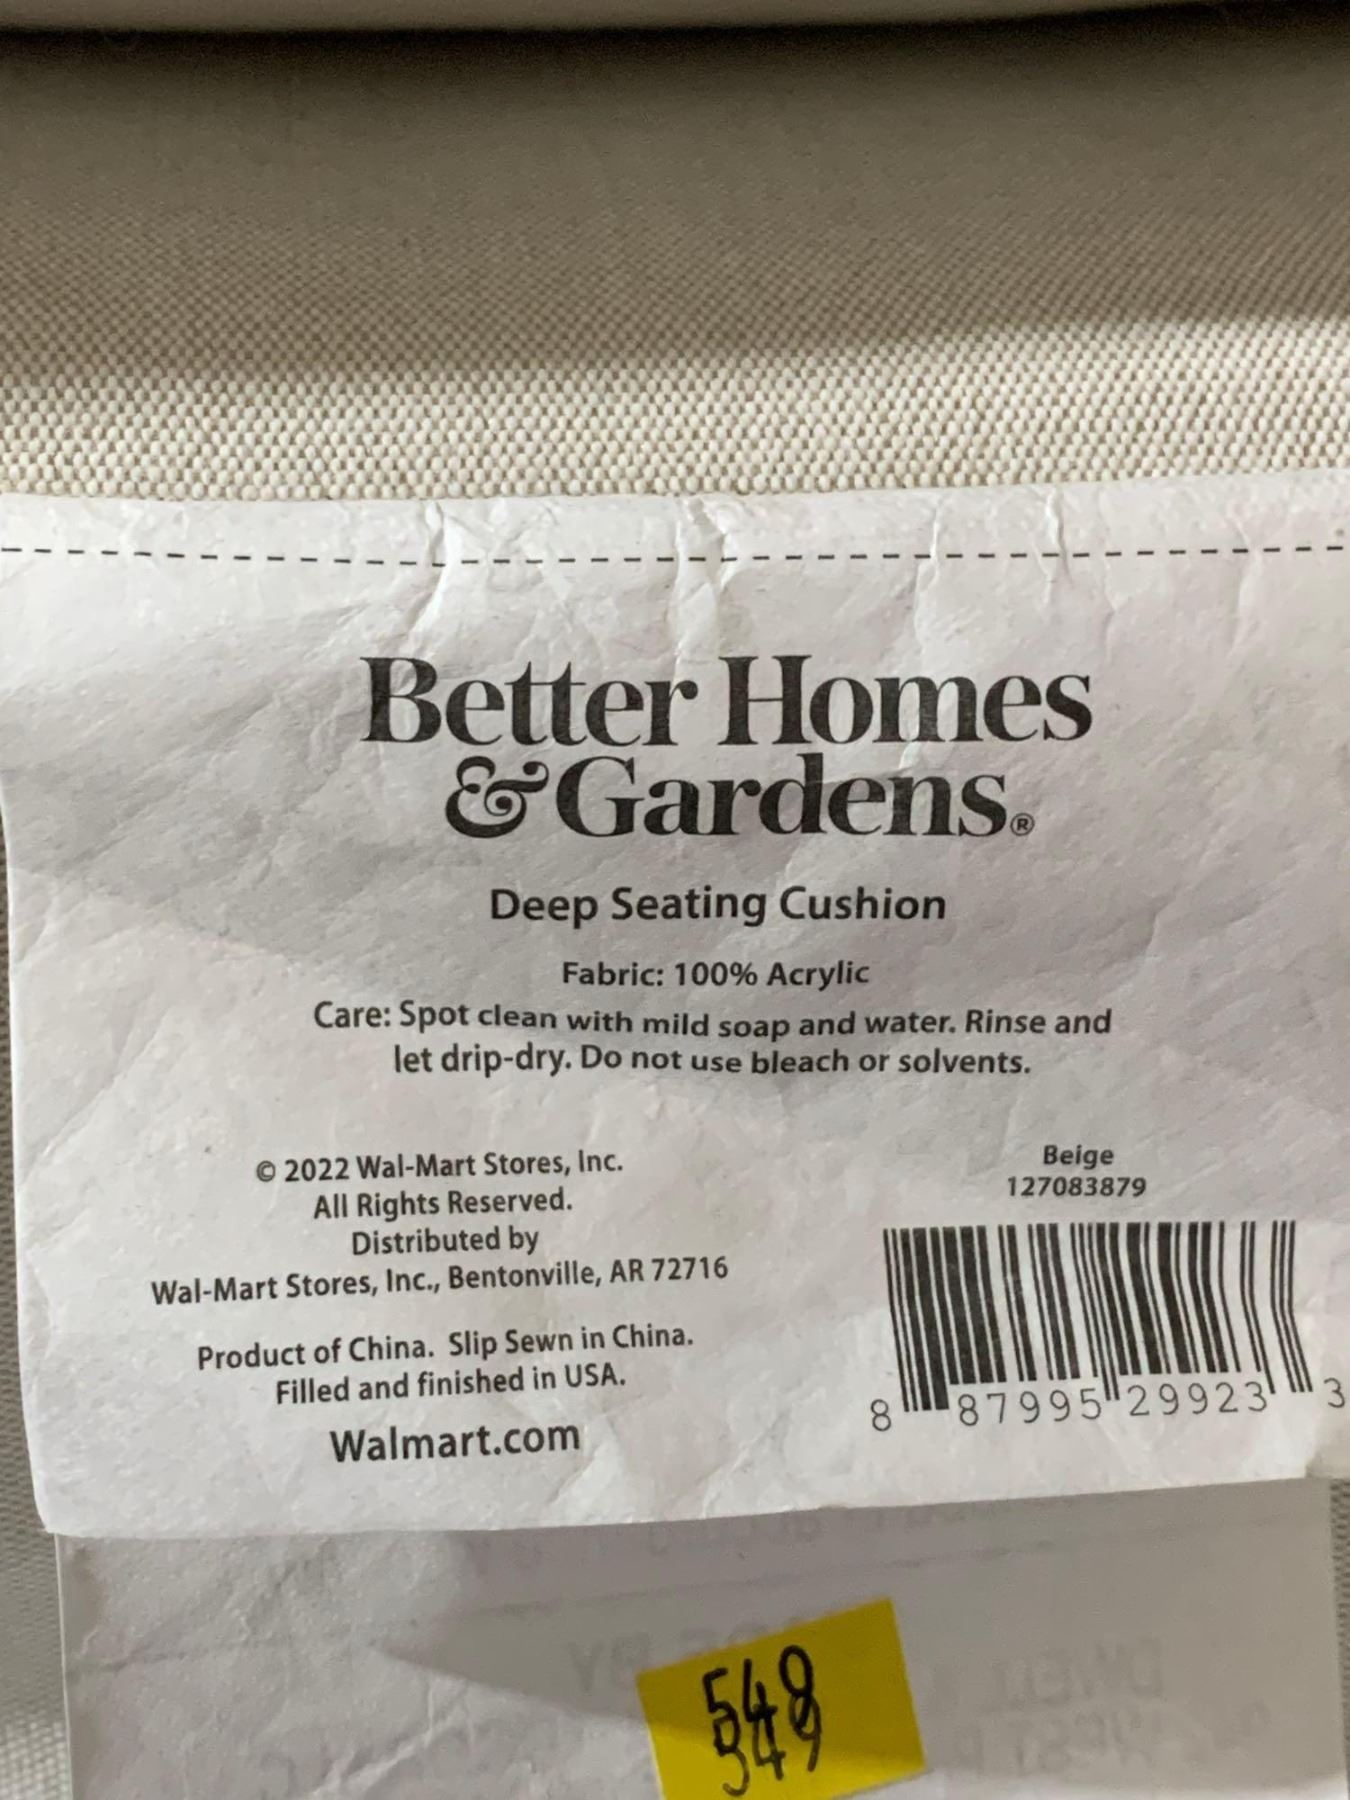 Better Homes
& Gardens®
Deep Seating Cushion
Fabric: 100% Acrylic
Care: Spot clean with mild soap and water. Rinse and
let drip-dry. Do not use bleach or solvents.
© 2022 Wal-Mart Stores, Inc.
All Rights Reserved.
Distributed by
Wal-Mart Stores, Inc., Bentonville, AR 72716
Product of China. Slip Sewn in China.
Filled and finished in USA.
Walmart.com
Beige
127083879
8 87995 29923 3
548
549